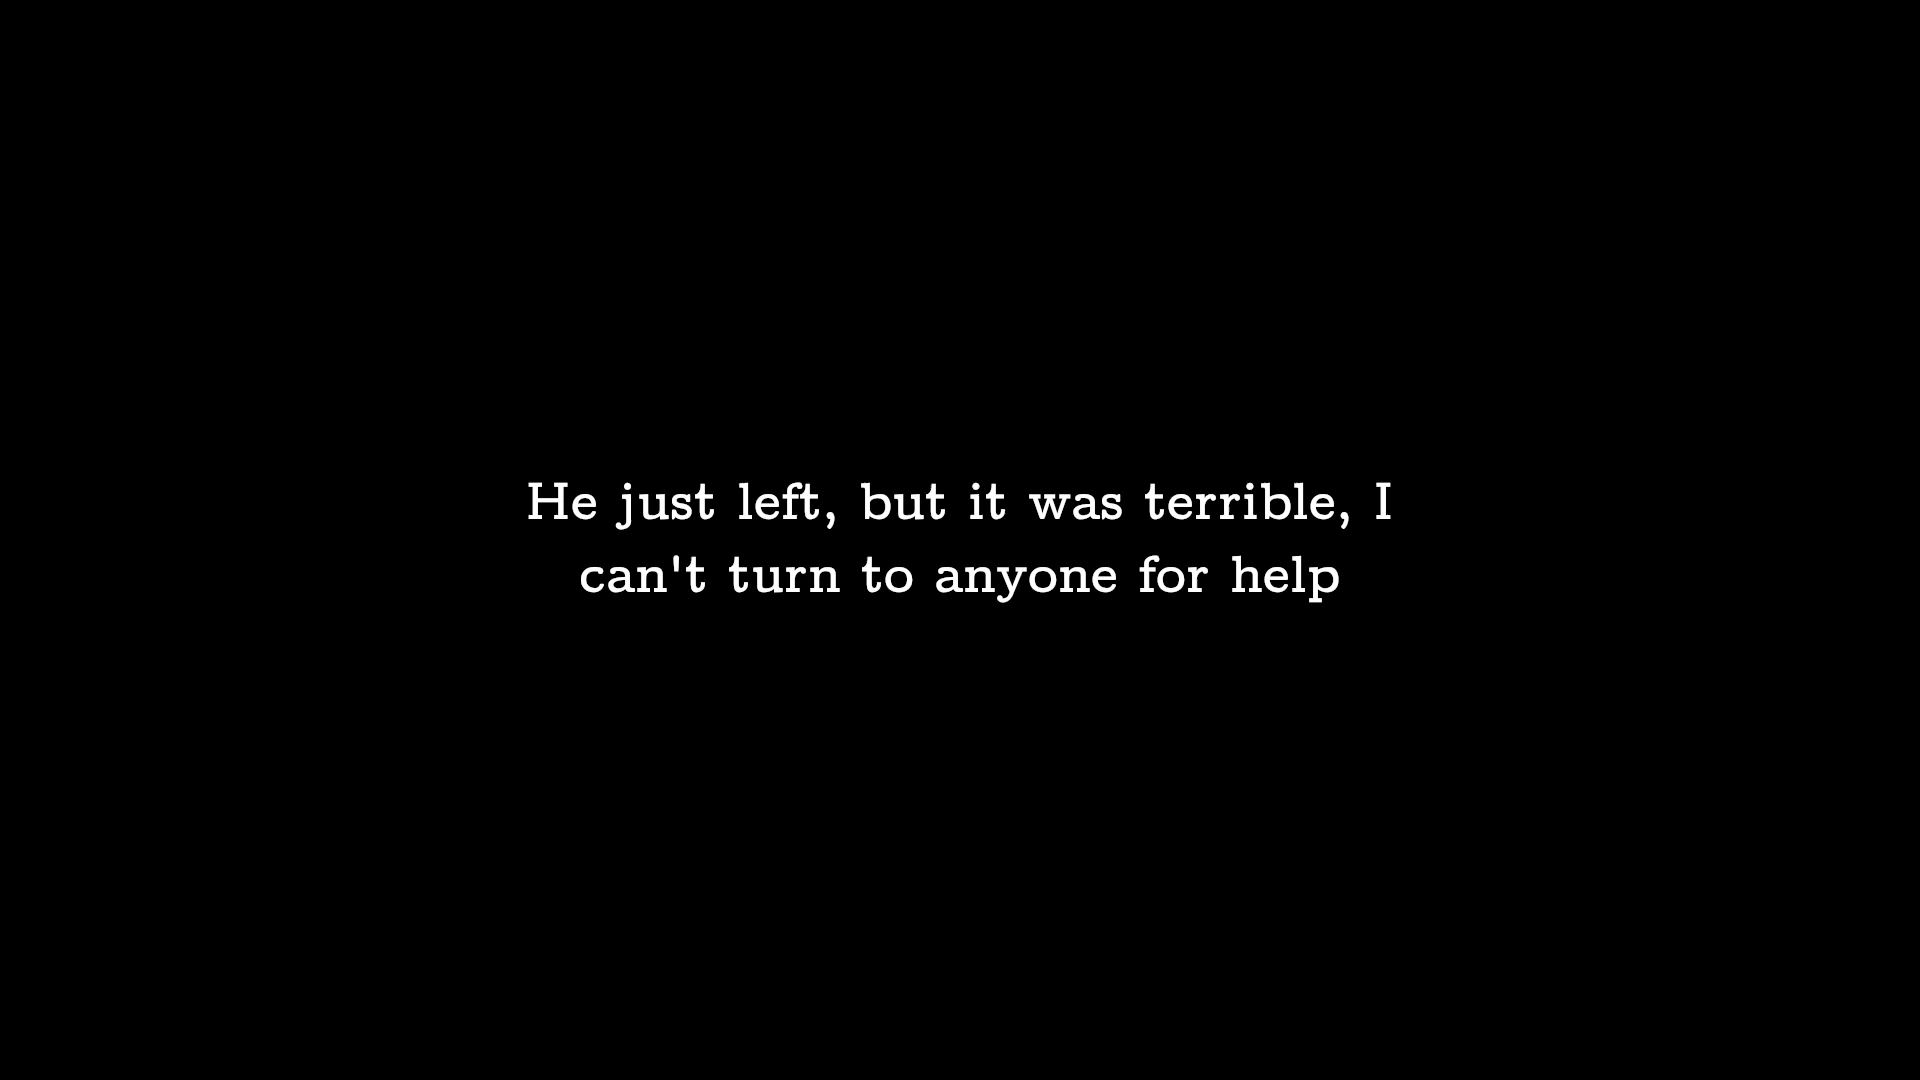 He just left, but it was terrible, I
can't turn to anyone for help